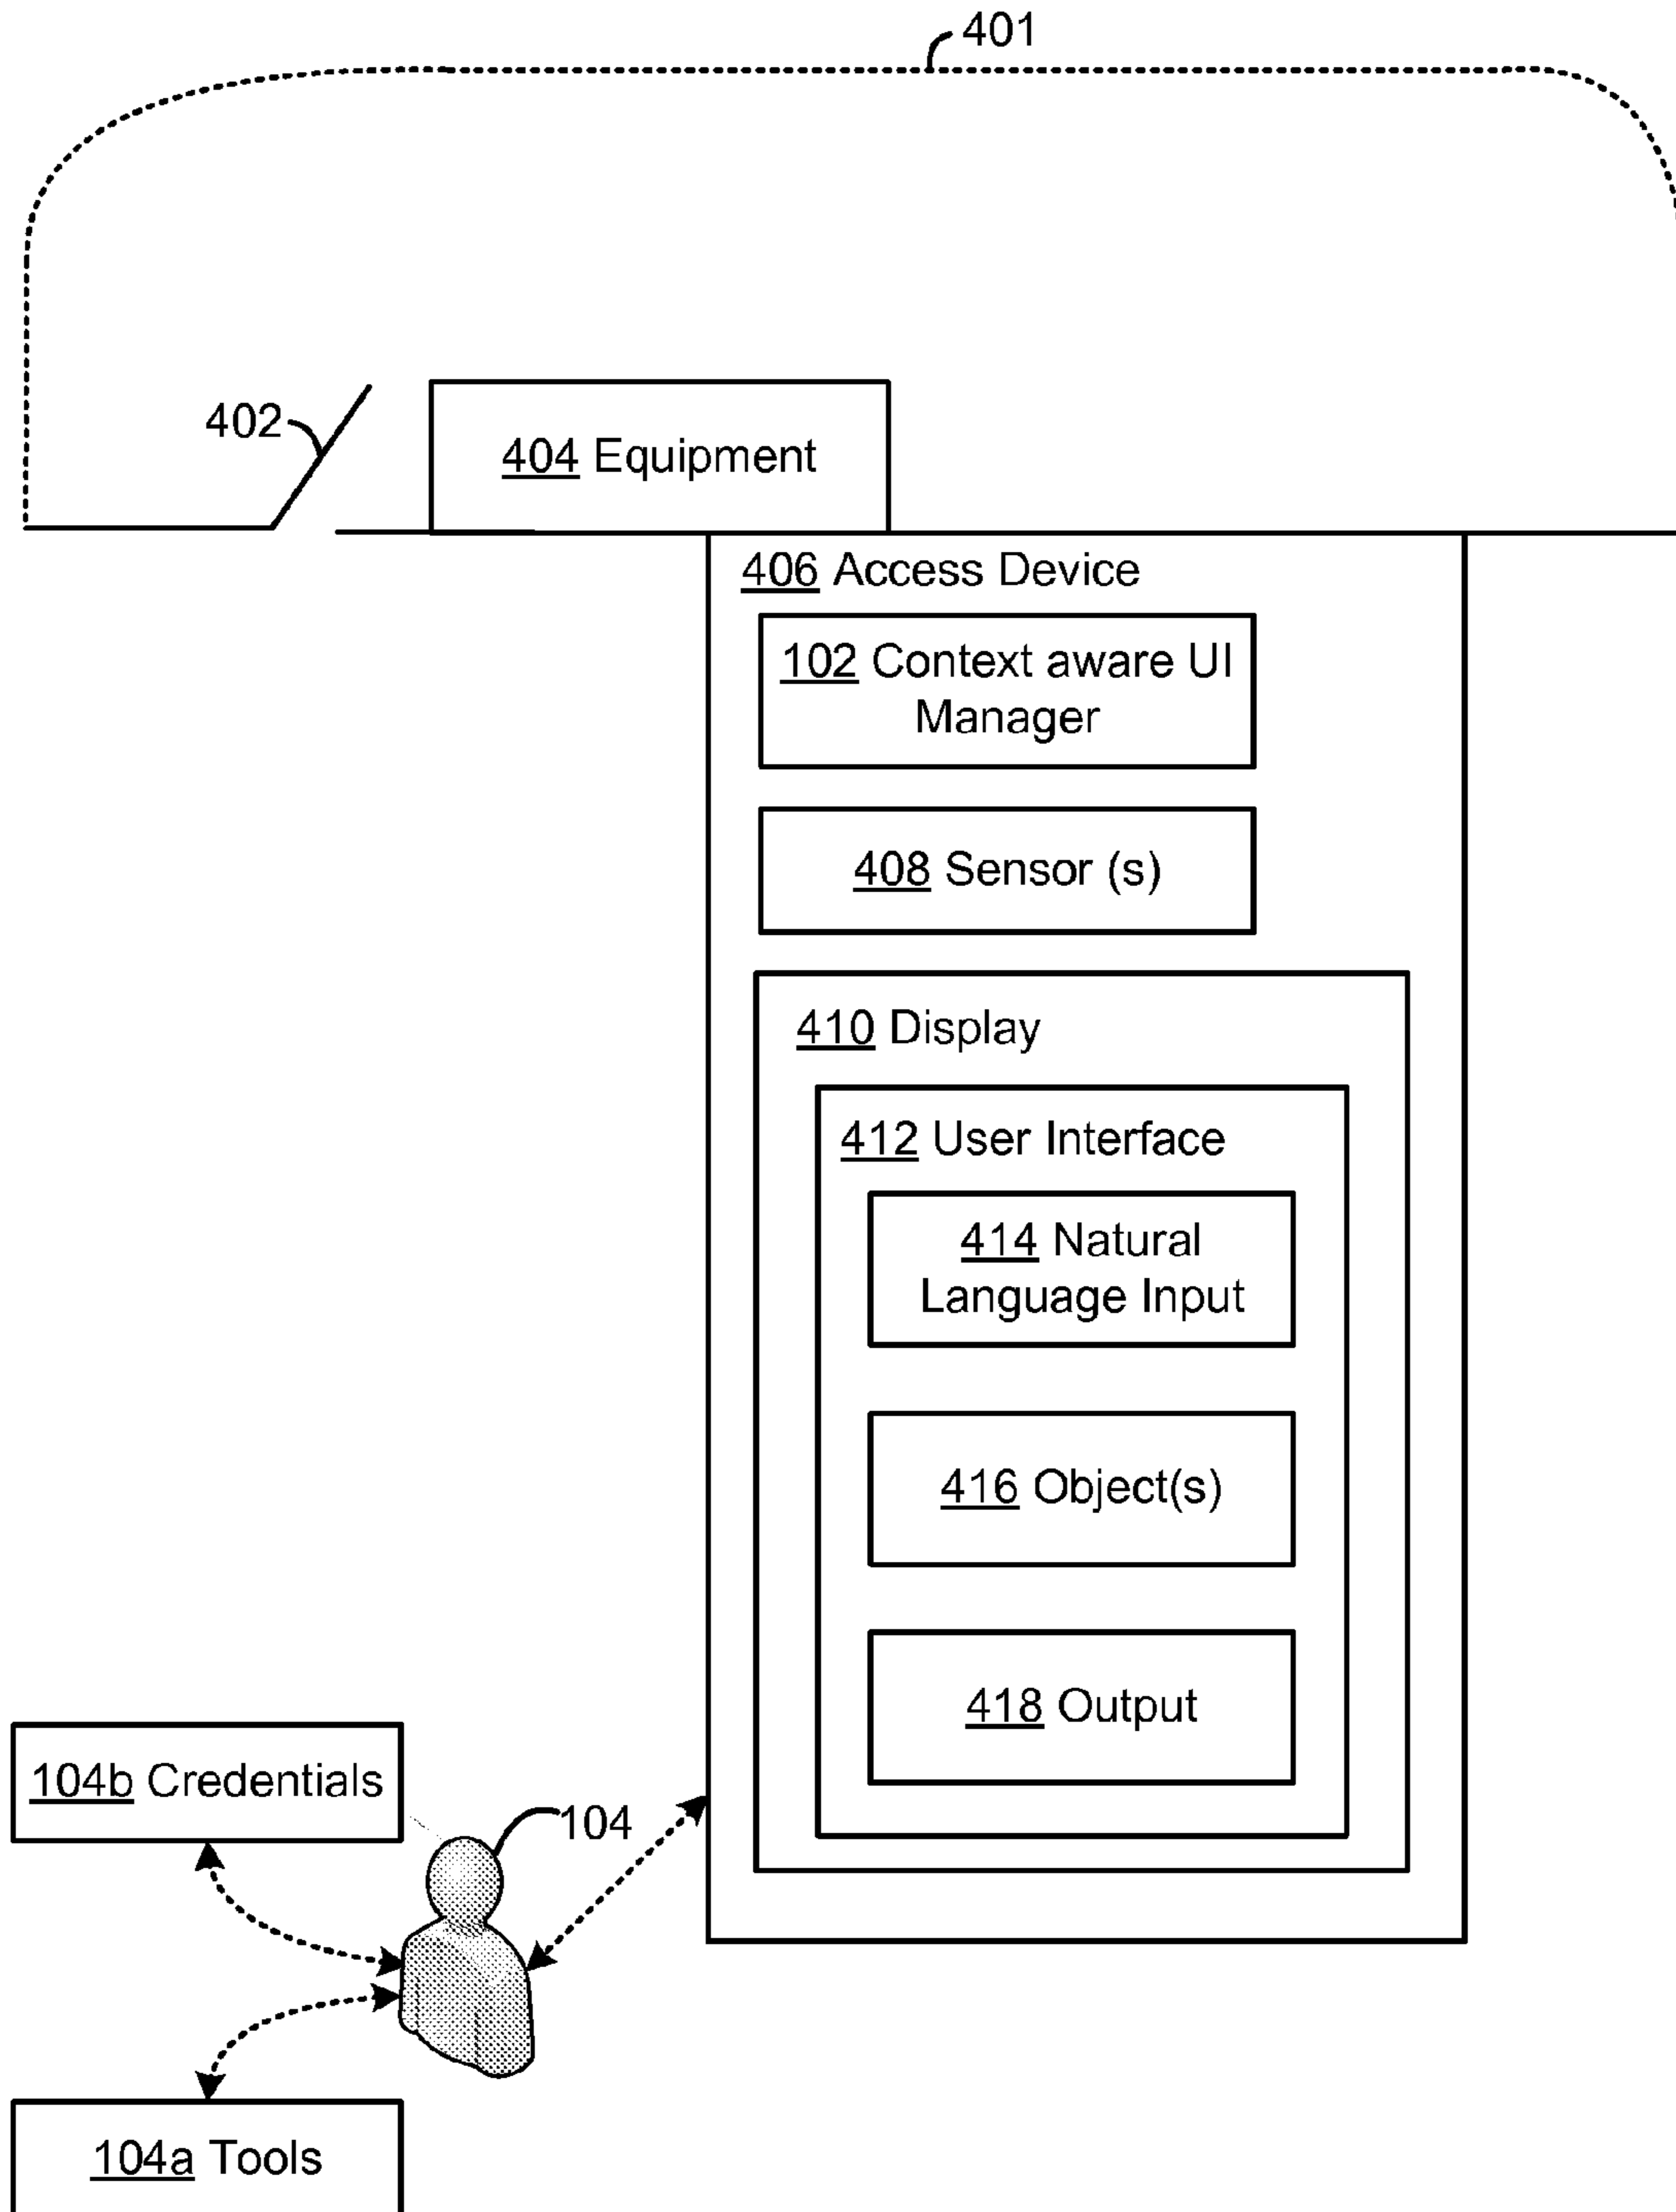 401
402
404 Equipment
406 Access Device
102 Context aware UI
Manager
408 Sensor (s)
410 Display
412 User Interface
414 Natural
Language Input
416 Object(s)
418 Output
104b Credentials
104
104a Tools